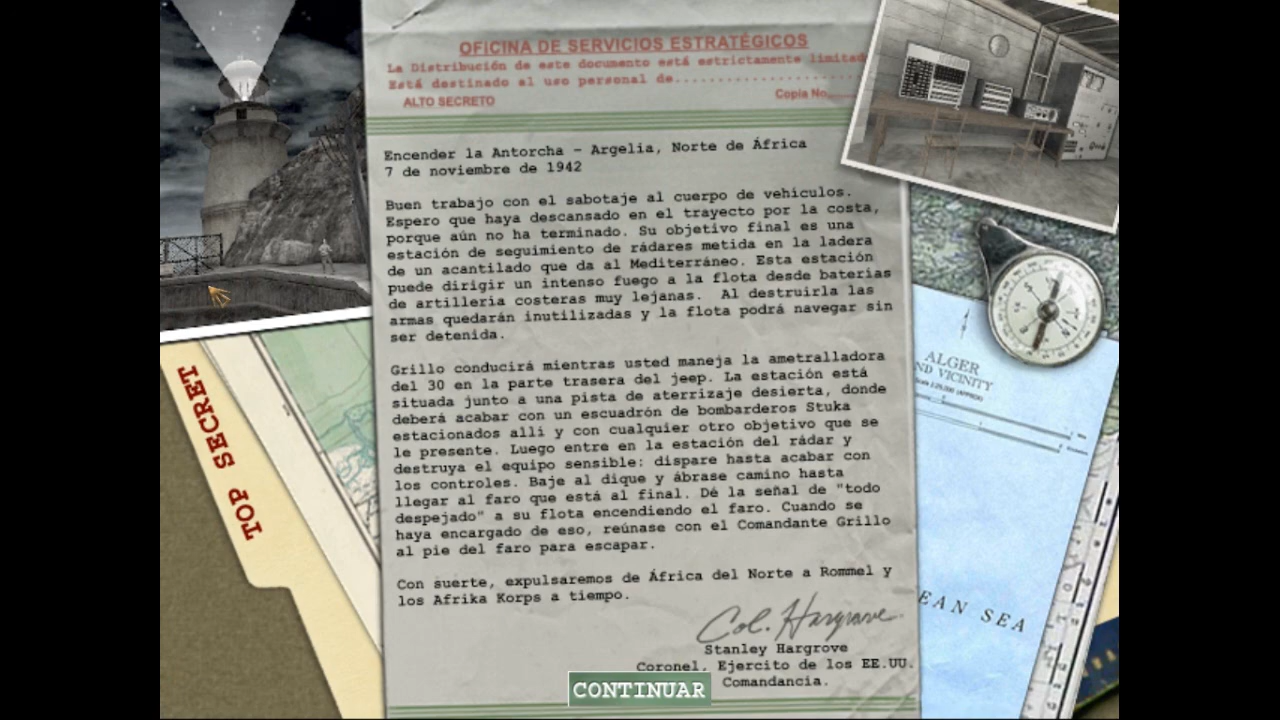 OFICINA DE SERVICIOS ESTRATÉGICOS
La Distribución de este documento está estrictamente limitad
Está destinado al uso personal de......................
ALTO SECRETO
Copia No.
Encender la Antorcha – Argelia, Norte de África
7 de noviembre de 1942
Buen trabajo con el sabotaje al cuerpo de vehículos.
Espero que haya descansado en el trayecto por la costa,
porque aún no ha terminado. Su objetivo final es una
estación de seguimiento de rádares metida en la ladera
de un acantilado que da al Mediterráneo. Esta estación
puede dirigir un intenso fuego a la flota desde baterías
de artillería costeras muy lejanas.  Al destruirla las
armas quedarán inutilizadas y la flota podrá navegar sin
ser detenida.
Grillo conducirá mientras usted maneja la ametralladora
del 30 en la parte trasera del jeep. La estación está
situada junto a una pista de aterrizaje desierta, donde
deberá acabar con un escuadrón de bombarderos Stuka
estacionados allí y con cualquier otro objetivo que se
le presente. Luego entre en la estación del rádar y
destruya el equipo sensible: dispare hasta acabar con
los controles. Baje al dique y ábrase camino hasta
llegar al faro que está al final. Dé la señal de "todo
despejado" a su flota encendiendo el faro. Cuando se
haya encargado de eso, reúnase con el Comandante Grillo
al pie del faro para escapar.
Con suerte, expulsaremos de África del Norte a Rommel y
los Afrika Korps a tiempo.
Col. Hargrove
Stanley Hargrove
Coronel, Ejercito de los EE.UU.
Comandancia.
CONTINUAR
TOP SECRET
ALGER
ND VICINITY
EAN SEA